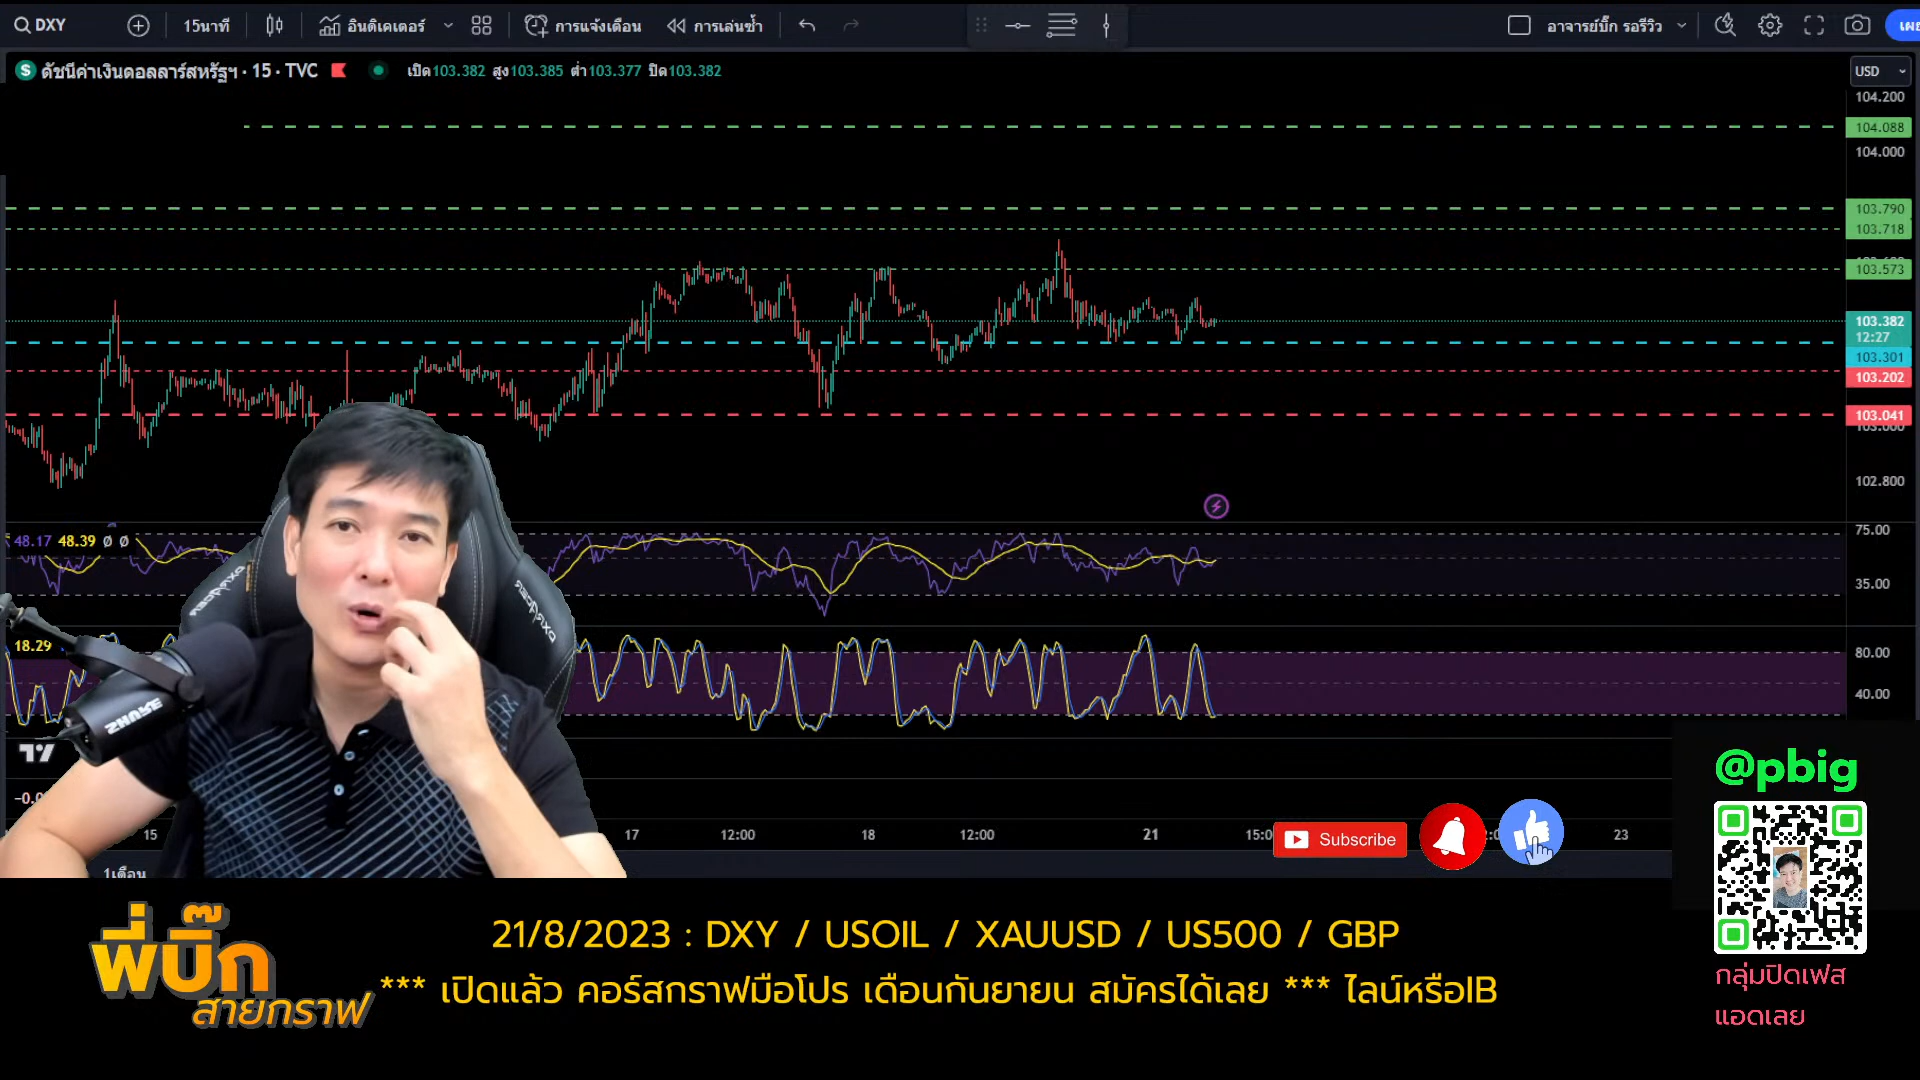 DXY
15นาที
อินดิเคเตอร์
การแจ้งเตือน
การเล่นซ้ำ
อาจารย์บิ๊ก รอรีวิว
เผย
ดัชนีค่าเงินดอลลาร์สหรัฐฯ · 15 · TVC
เปิด103.382 สูง103.385 ต่ำ103.377 ปิด103.382
USD
104.200
104.088
104.000
103.790
103.718
103.573
103.382
12:27
103.301
103.202
103.041
103.000
102.800
48.17 48.39 Ø Ø
75.00
35.00
18.29
80.00
40.00
DXRACER
DXRACER
SHURE
15
17
12:00
18
12:00
21
23
1เดือน
Subscribe
@pbig
กลุ่มปิดเฟส
แอดเลย
พี่บิ๊ก
สายกราฟ
21/8/2023 : DXY / USOIL / XAUUSD / US500 / GBP
*** เปิดแล้ว คอร์สกราฟมือโปร เดือนกันยายน สมัครได้เลย *** ไลน์หรือIB